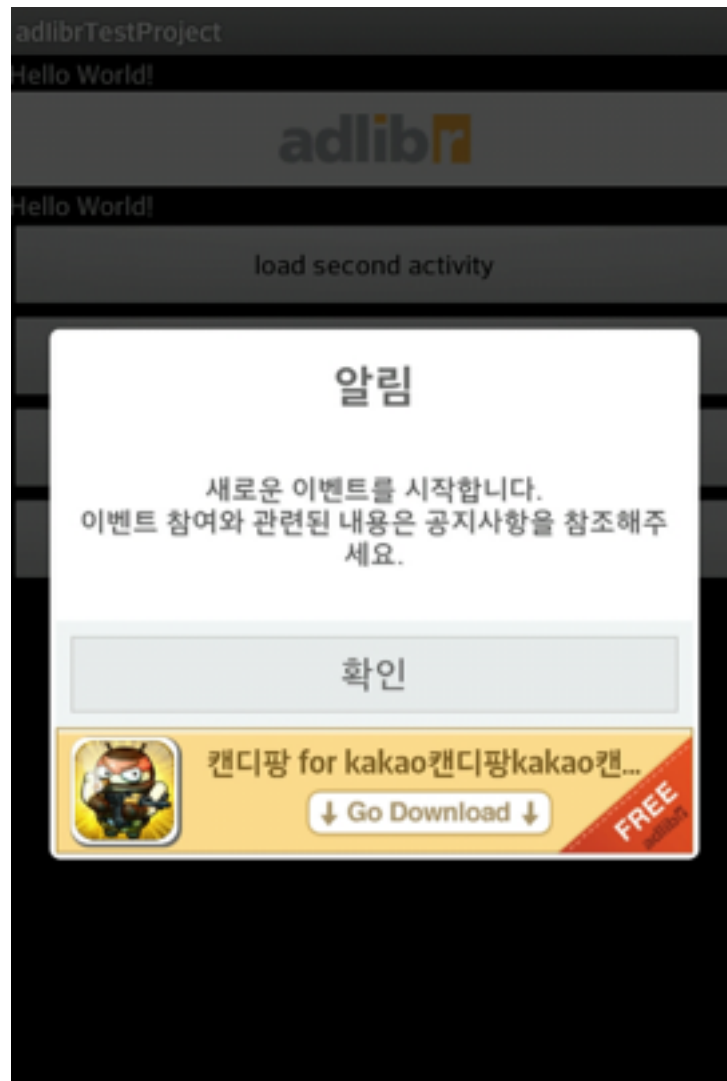 adlibrTestProject
Hello World!
adlibr
Hello World!
load second activity
알림
새로운 이벤트를 시작합니다.
이벤트 참여와 관련된 내용은 공지사항을 참조해주
세요.
확인
캔디팡 for kakao캔디팡kakao캔...
↓ Go Download ↓
FREE
adlibr